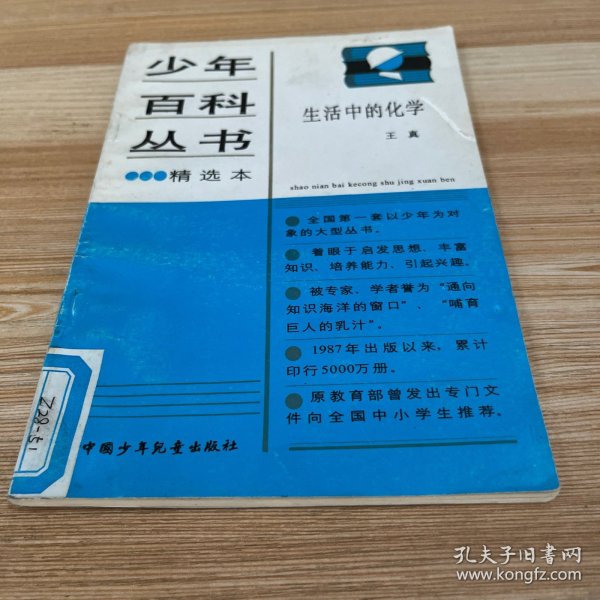 少年
百科
丛书
●●●精选本
生活中的化学
王真
shao nian bai kecong shu jing xuan ben
● 全国第一套以少年为对
象的大型丛书。
● 着眼于启发思想、丰富
知识、培养能力、引起兴趣。
● 被专家、学者誉为“通向
知识海洋的窗口”、“哺育
巨人的乳汁”。
● 1987年出版以来,累计
印行5000万册。
● 原教育部曾发出专门文
件向全国中小学生推荐。
中國少年兒童出版社
孔夫子旧书网
www.kongfz.com